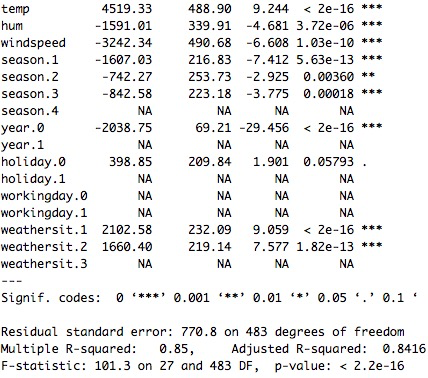 temp 4519.33 488.90 9.244 < 2e-16 ***
hum -1591.01 339.91 -4.681 3.72e-06 ***
windspeed -3242.34 490.68 -6.608 1.03e-10 ***
season.1 -1607.03 216.83 -7.412 5.63e-13 ***
season.2 -742.27 253.73 -2.925 0.00360 **
season.3 -842.58 223.18 -3.775 0.00018 ***
season.4 NA NA NA NA
year.0 -2038.75 69.21 -29.456 < 2e-16 ***
year.1 NA NA NA NA
holiday.0 398.85 209.84 1.901 0.05793 .
holiday.1 NA NA NA NA
workingday.0 NA NA NA NA
workingday.1 NA NA NA NA
weathersit.1 2102.58 232.09 9.059 < 2e-16 ***
weathersit.2 1660.40 219.14 7.577 1.82e-13 ***
weathersit.3 NA NA NA NA
---
Signif. codes: 0 ‘***’ 0.001 ‘**’ 0.01 ‘*’ 0.05 ‘.’ 0.1 ‘
Residual standard error: 770.8 on 483 degrees of freedom
Multiple R-squared: 0.85, Adjusted R-squared: 0.8416
F-statistic: 101.3 on 27 and 483 DF, p-value: < 2.2e-16